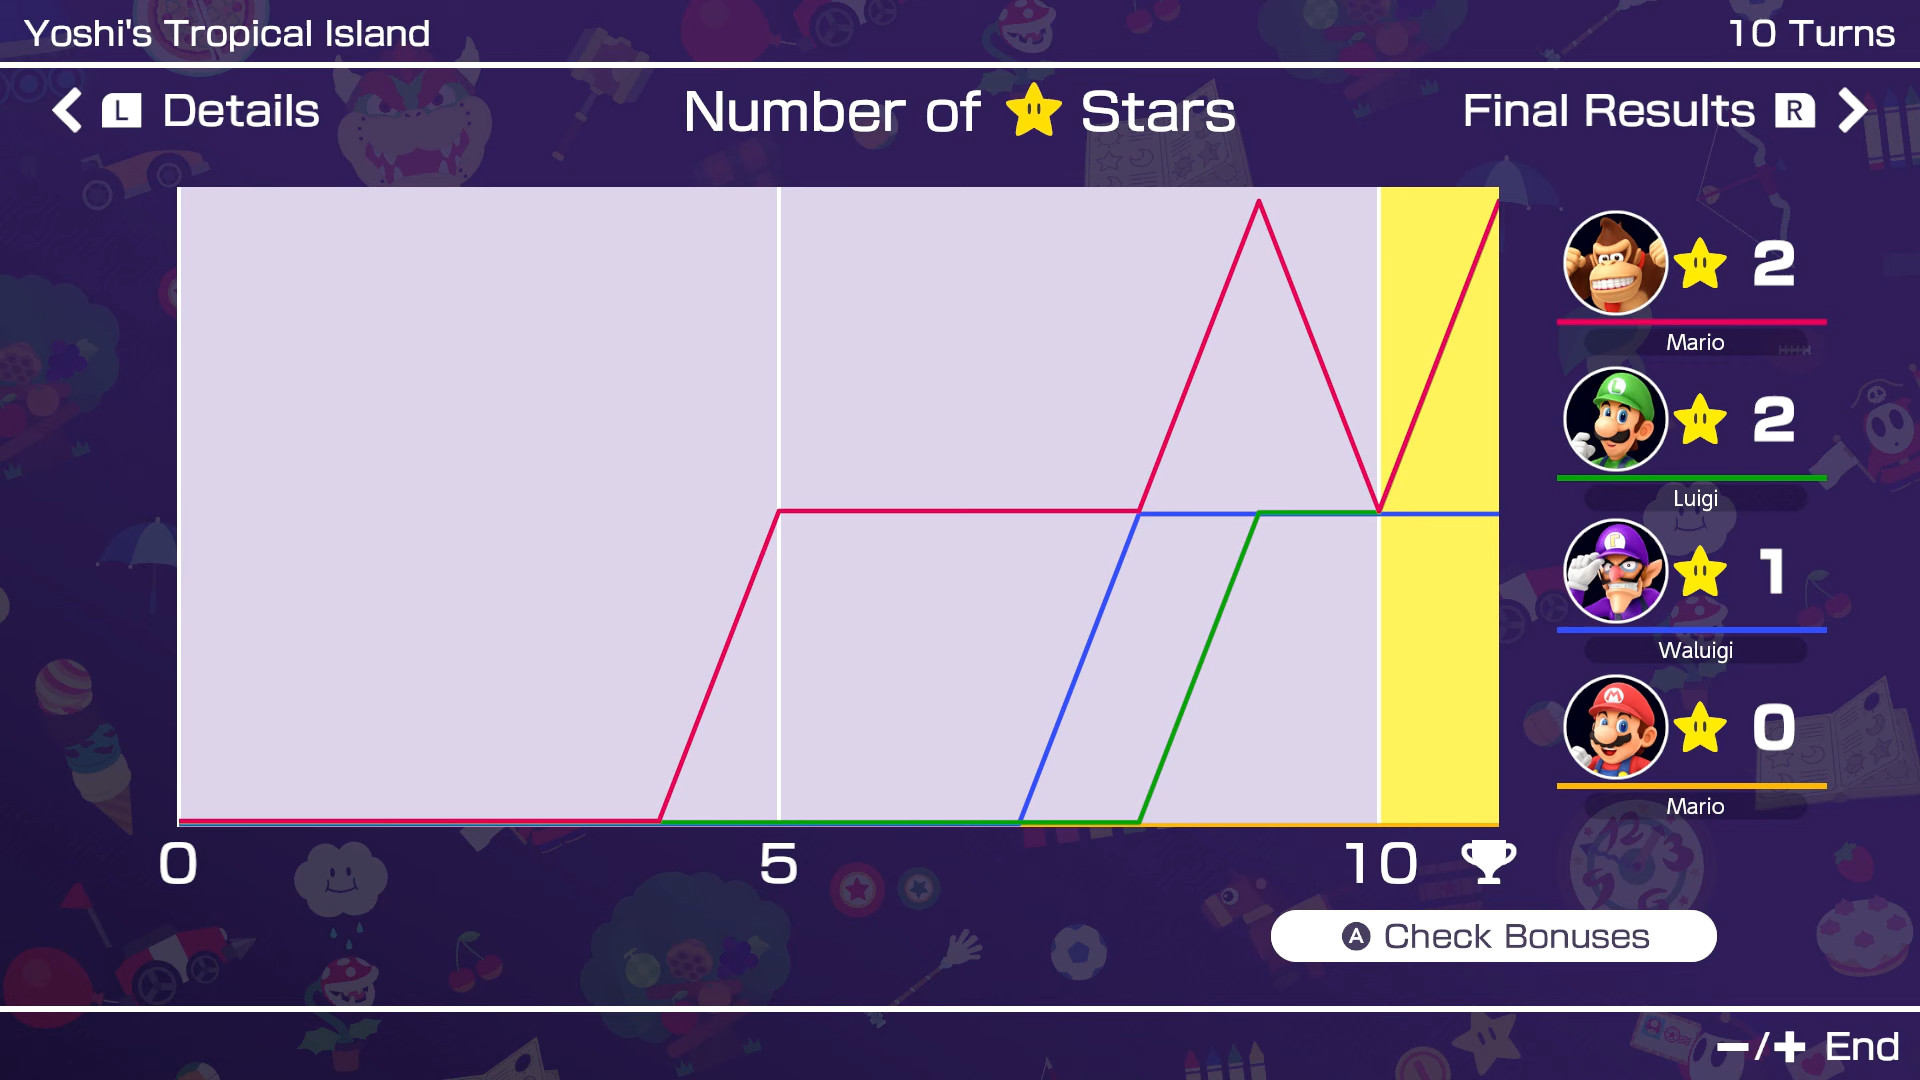 Yoshi's Tropical Island
10 Turns
L Details
Number of Stars
Final Results R
2
Mario
2
Luigi
1
Waluigi
0
Mario
0 5 10
A Check Bonuses
-/+ End